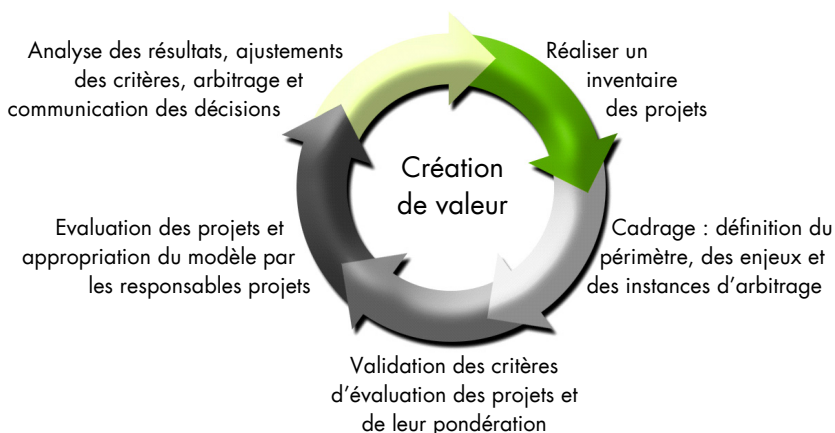 Analyse des résultats, ajustements
des critères, arbitrage et
communication des décisions
Réaliser un
inventaire
des projets
Création
de valeur
Evaluation des projets et
appropriation du modèle par
les responsables projets
Cadrage : définition du
périmètre, des enjeux et
des instances d’arbitrage
Validation des critères
d’évaluation des projets et
de leur pondération